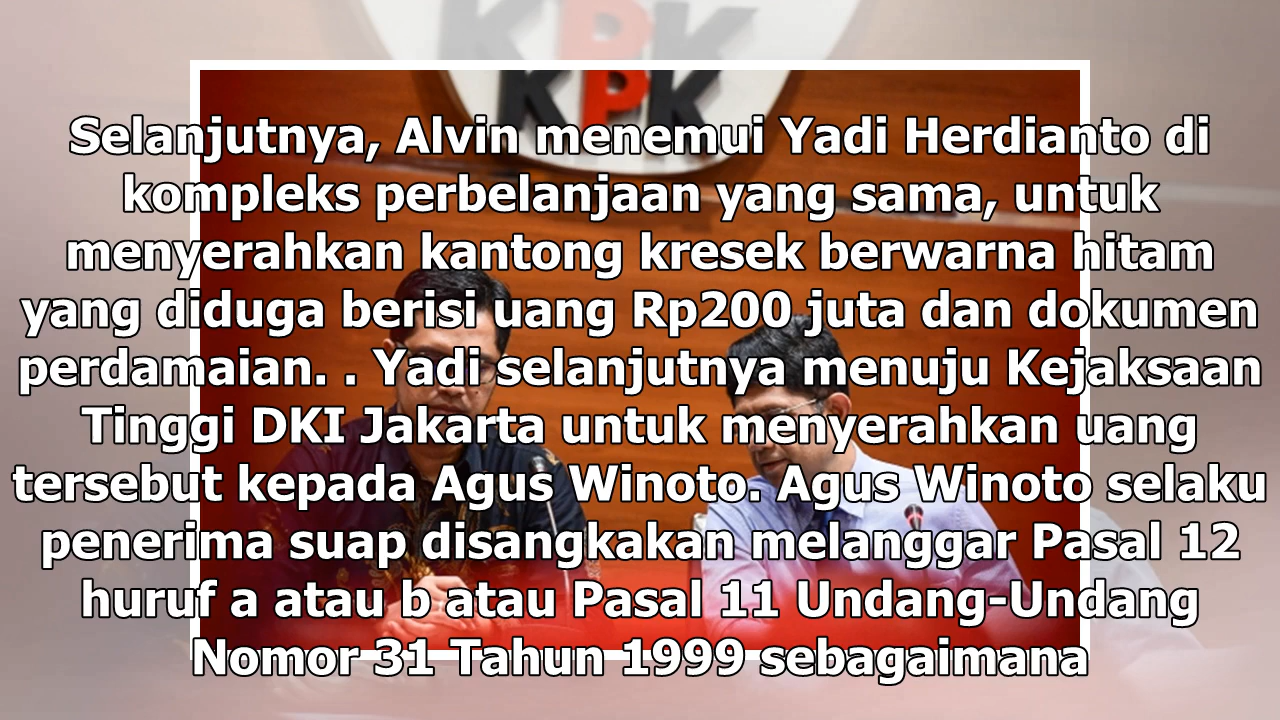 KPK
KPK
Selanjutnya, Alvin menemui Yadi Herdianto di
kompleks perbelanjaan yang sama, untuk
menyerahkan kantong kresek berwarna hitam
yang diduga berisi uang Rp200 juta dan dokumen
perdamaian. . Yadi selanjutnya menuju Kejaksaan
Tinggi DKI Jakarta untuk menyerahkan uang
tersebut kepada Agus Winoto. Agus Winoto selaku
penerima suap disangkakan melanggar Pasal 12
huruf a atau b atau Pasal 11 Undang-Undang
Nomor 31 Tahun 1999 sebagaimana